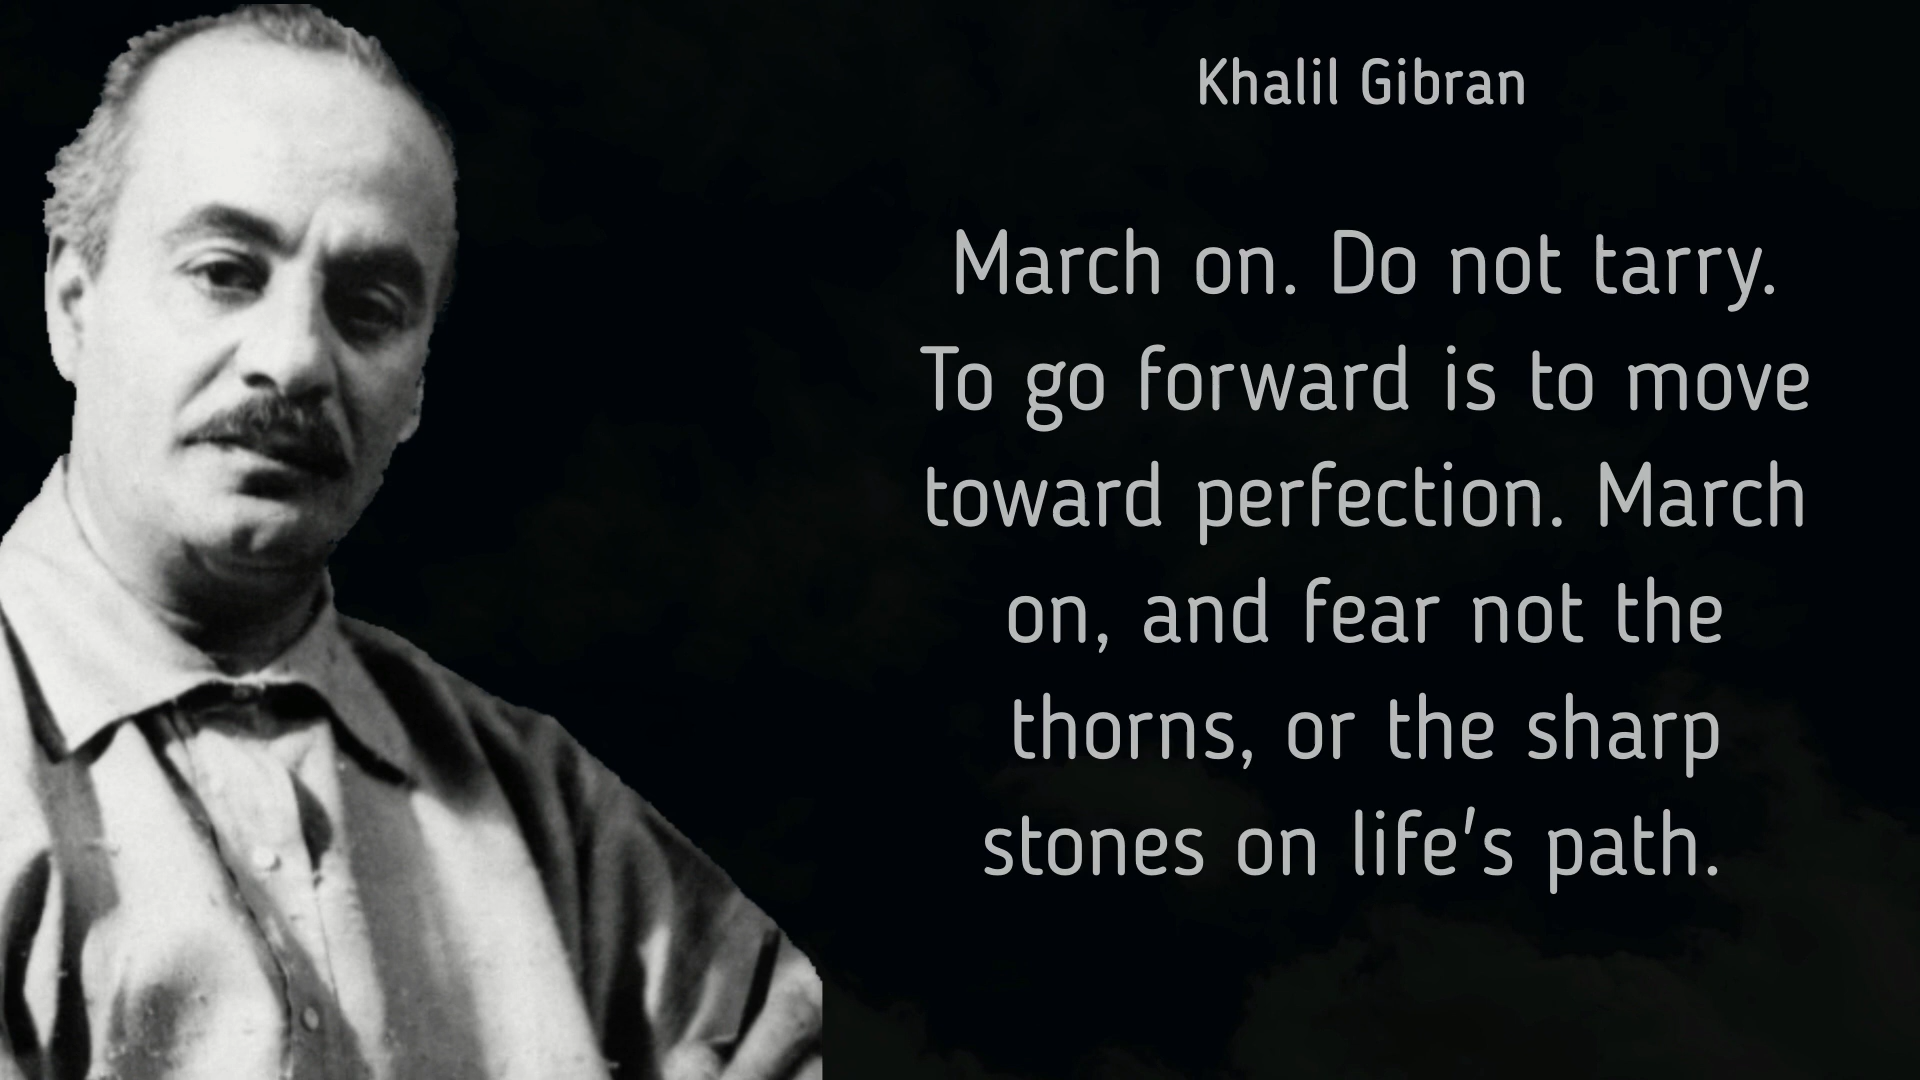 Khalil Gibran
March on. Do not tarry.
To go forward is to move
toward perfection. March
on, and fear not the
thorns, or the sharp
stones on life's path.